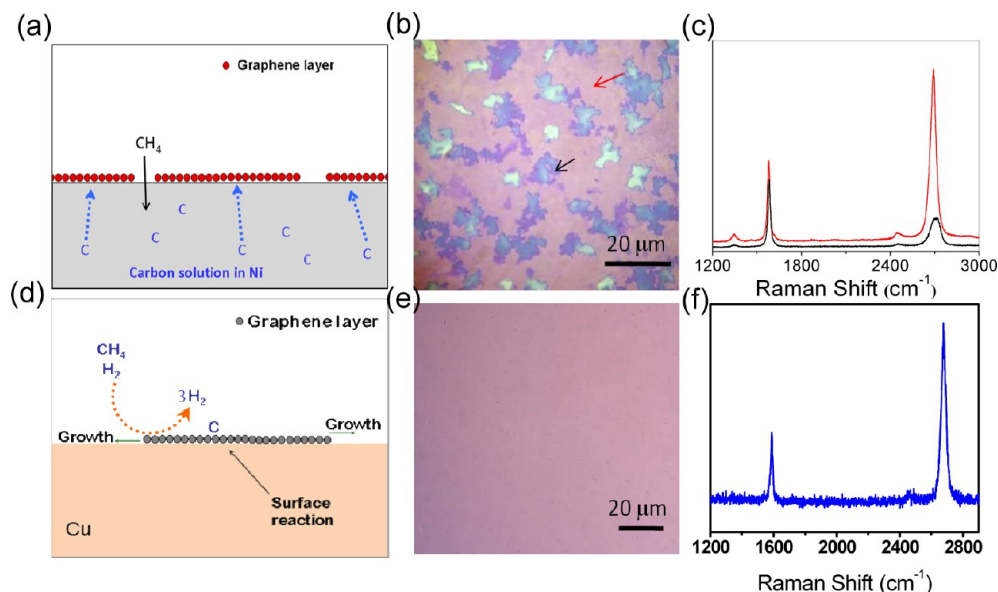 (a)
Graphene layer
CH₄
C
C
C
C
C
C
C
Carbon solution in Ni
(b)
20 µm
(c)
1200 1800 2400 3000
Raman Shift (cm⁻¹)
(d)
Graphene layer
CH₄
H₂
3H₂
C
Growth
Growth
Surface
reaction
Cu
(e)
20 µm
(f)
1200 1600 2000 2400 2800
Raman Shift (cm⁻¹)